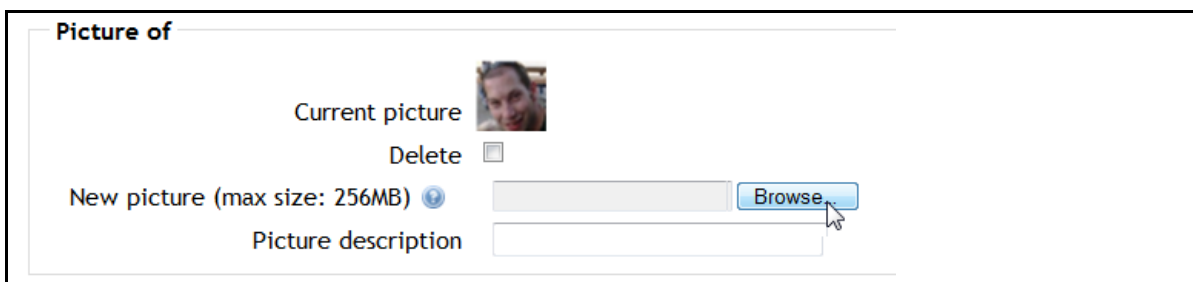 Picture of
Current picture
Delete
New picture (max size: 256MB)
Browse...
Picture description